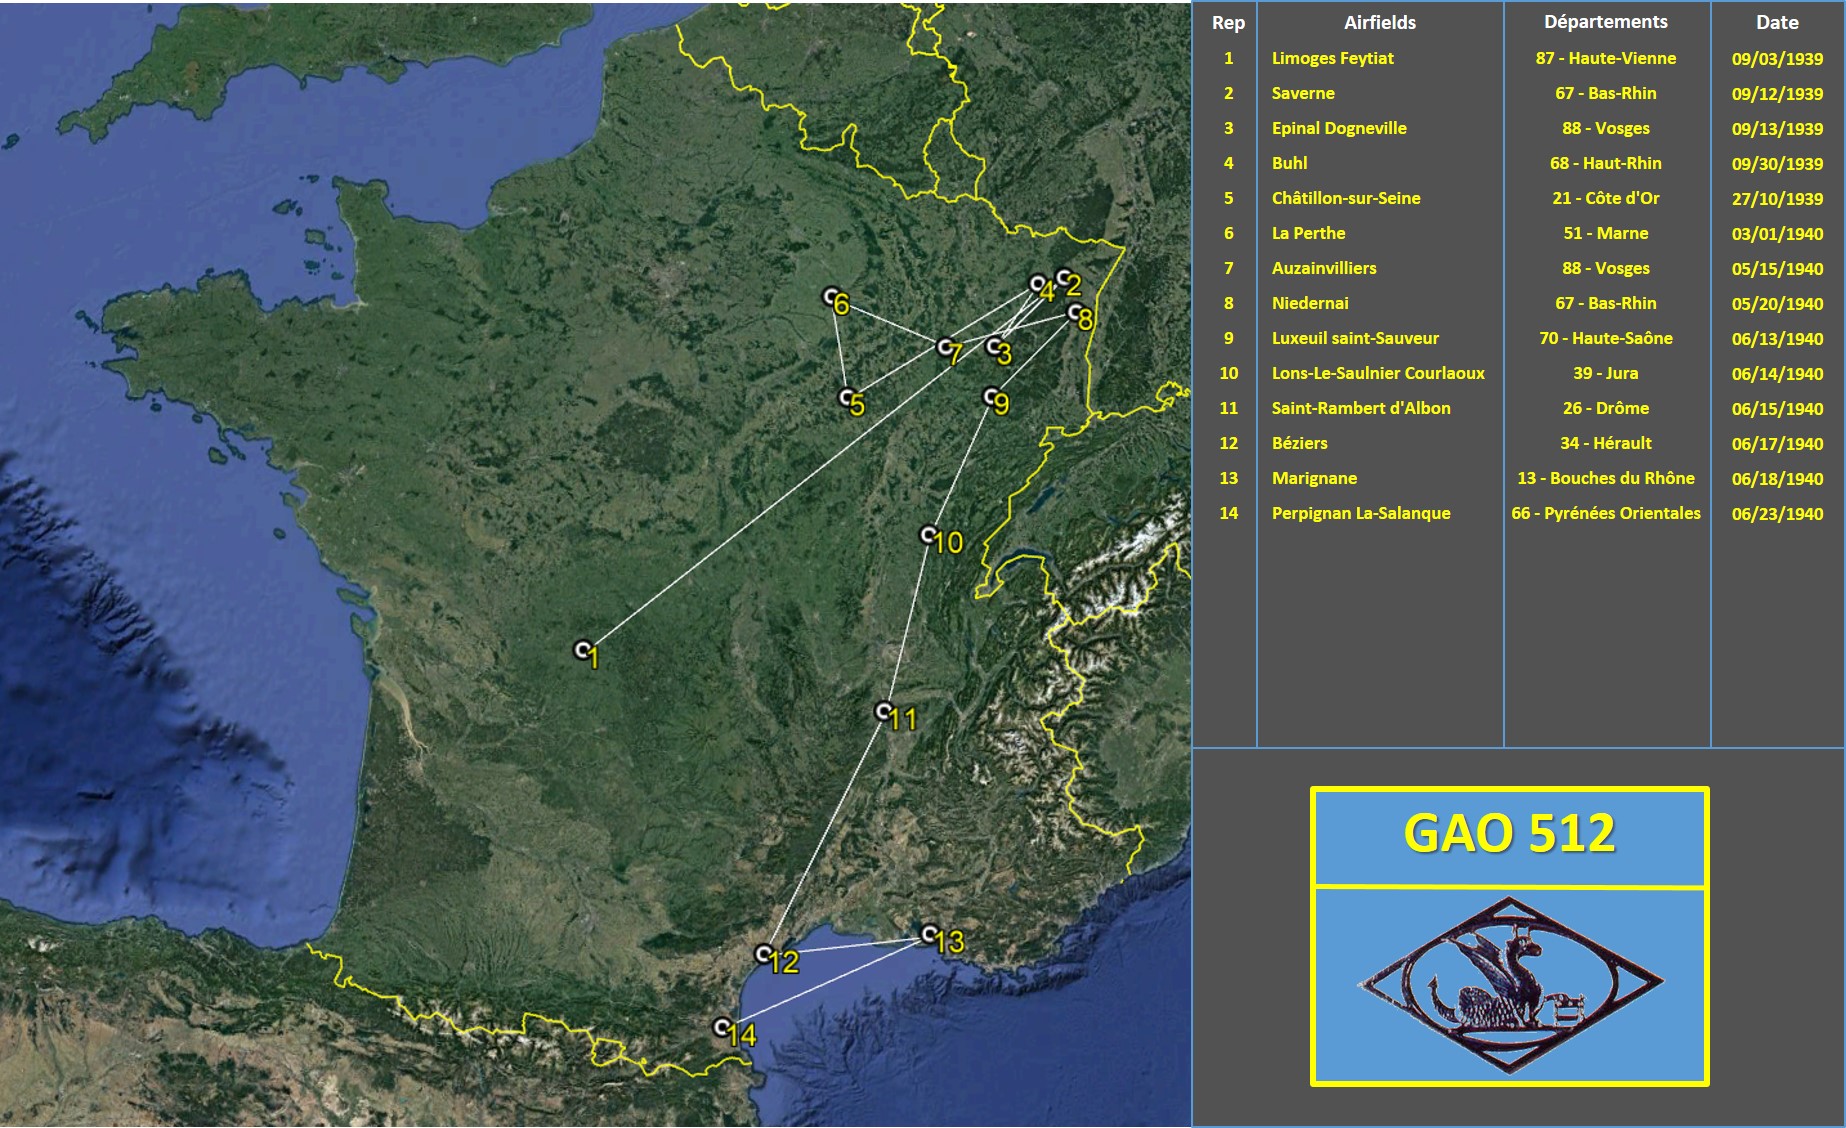 Rep Airfields Départements Date
1 Limoges Feytiat 87 - Haute-Vienne 09/03/1939
2 Saverne 67 - Bas-Rhin 09/12/1939
3 Epinal Dogneville 88 - Vosges 09/13/1939
4 Buhl 68 - Haut-Rhin 09/30/1939
5 Châtillon-sur-Seine 21 - Côte d'Or 27/10/1939
6 La Perthe 51 - Marne 03/01/1940
7 Auzainvilliers 88 - Vosges 05/15/1940
8 Niedernai 67 - Bas-Rhin 05/20/1940
9 Luxeuil saint-Sauveur 70 - Haute-Saône 06/13/1940
10 Lons-Le-Saulnier Courlaoux 39 - Jura 06/14/1940
11 Saint-Rambert d'Albon 26 - Drôme 06/15/1940
12 Béziers 34 - Hérault 06/17/1940
13 Marignane 13 - Bouches du Rhône 06/18/1940
14 Perpignan La-Salanque 66 - Pyrénées Orientales 06/23/1940
GAO 512
2
4
6
8
7
3
5
9
10
1
11
13
12
14